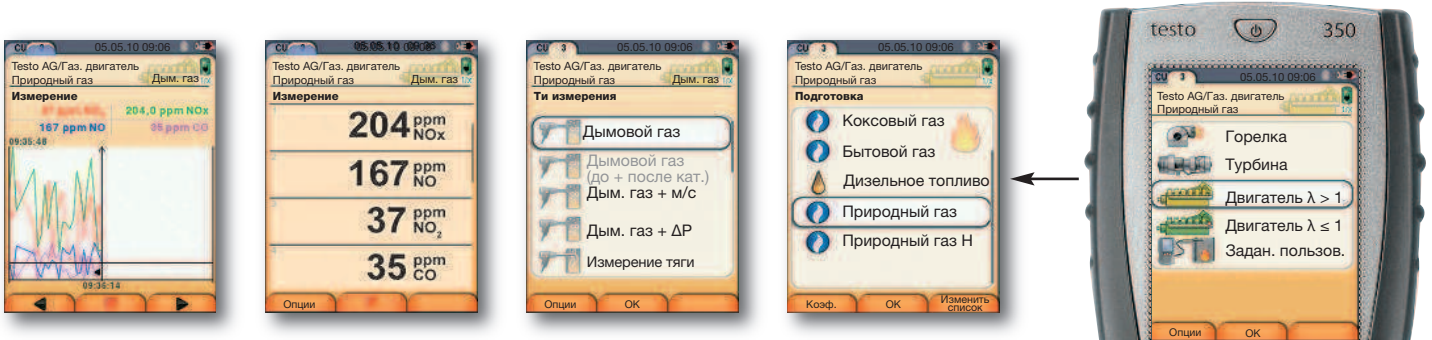 CU
05.05.10 09:06
Testo AG/Газ. двигатель
Природный газ
Дым. газ
Измерение
204,0 ppm NOx
167 ppm NO
35 ppm CO
09:35:48
09:35:14
CU
Testo AG/Газ. двигатель
Природный газ
Дым. газ
Измерение
204 ppm NOx
167 ppm NO
37 ppm NO₂
35 ppm CO
Опции
CU 3
05.05.10 09:06
Testo AG/Газ. двигатель
Природный газ
Дым. газ
Ти измерения
Дымовой газ
Дымовой газ
(до + после кат.)
Дым. газ + м/с
Дым. газ + ΔP
Измерение тяги
Опции
OK
CU 3
05.05.10 09:06
Testo AG/Газ. двигатель
Природный газ
Подготовка
Коксовый газ
Бытовой газ
Дизельное топливо
Природный газ
Природный газ H
Коэф.
OK
Изменить
список
testo
350
CU 3
05.05.10 09:06
Testo AG/Газ. двигатель
Природный газ
Горелка
Турбина
Двигатель λ > 1
Двигатель λ ≤ 1
Задан. пользов.
Опции
OK